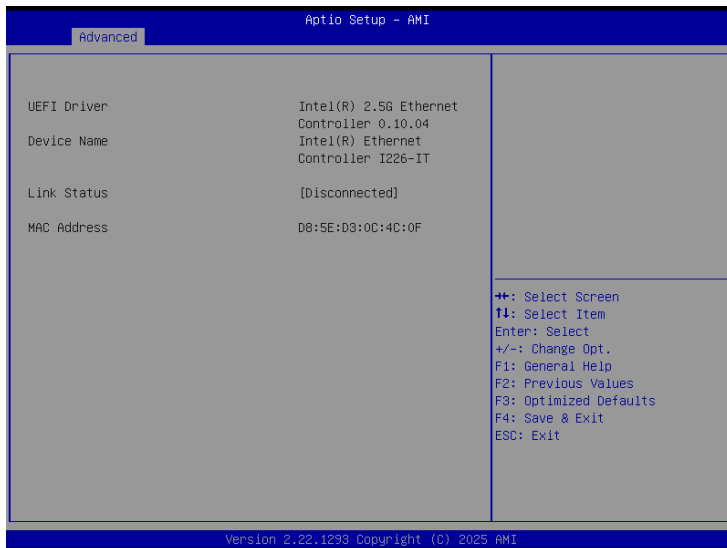 Aptio Setup - AMI
Advanced
UEFI Driver Intel(R) 2.5G Ethernet
Controller 0.10.04
Device Name Intel(R) Ethernet
Controller I226-IT
Link Status [Disconnected]
MAC Address D8:5E:D3:0C:4C:0F
→←: Select Screen
↑↓: Select Item
Enter: Select
+/-: Change Opt.
F1: General Help
F2: Previous Values
F3: Optimized Defaults
F4: Save & Exit
ESC: Exit
Version 2.22.1293 Copyright (C) 2025 AMI